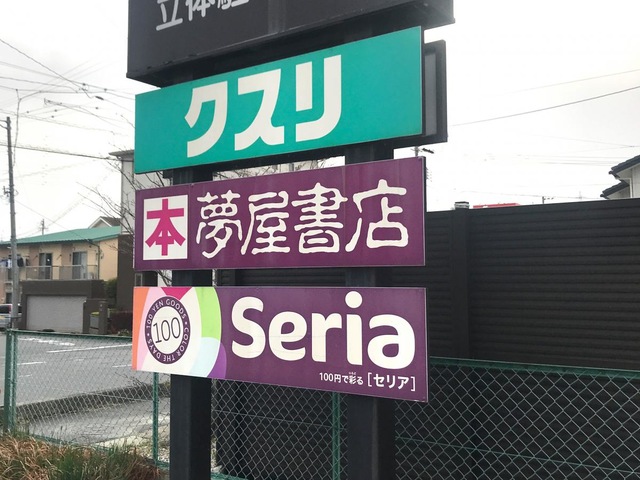 立体駐
クスリ
本 夢屋書店
100 YEN GOODS • COLOR THE DAYS •
100
Seria
100円で彩る [セリア]